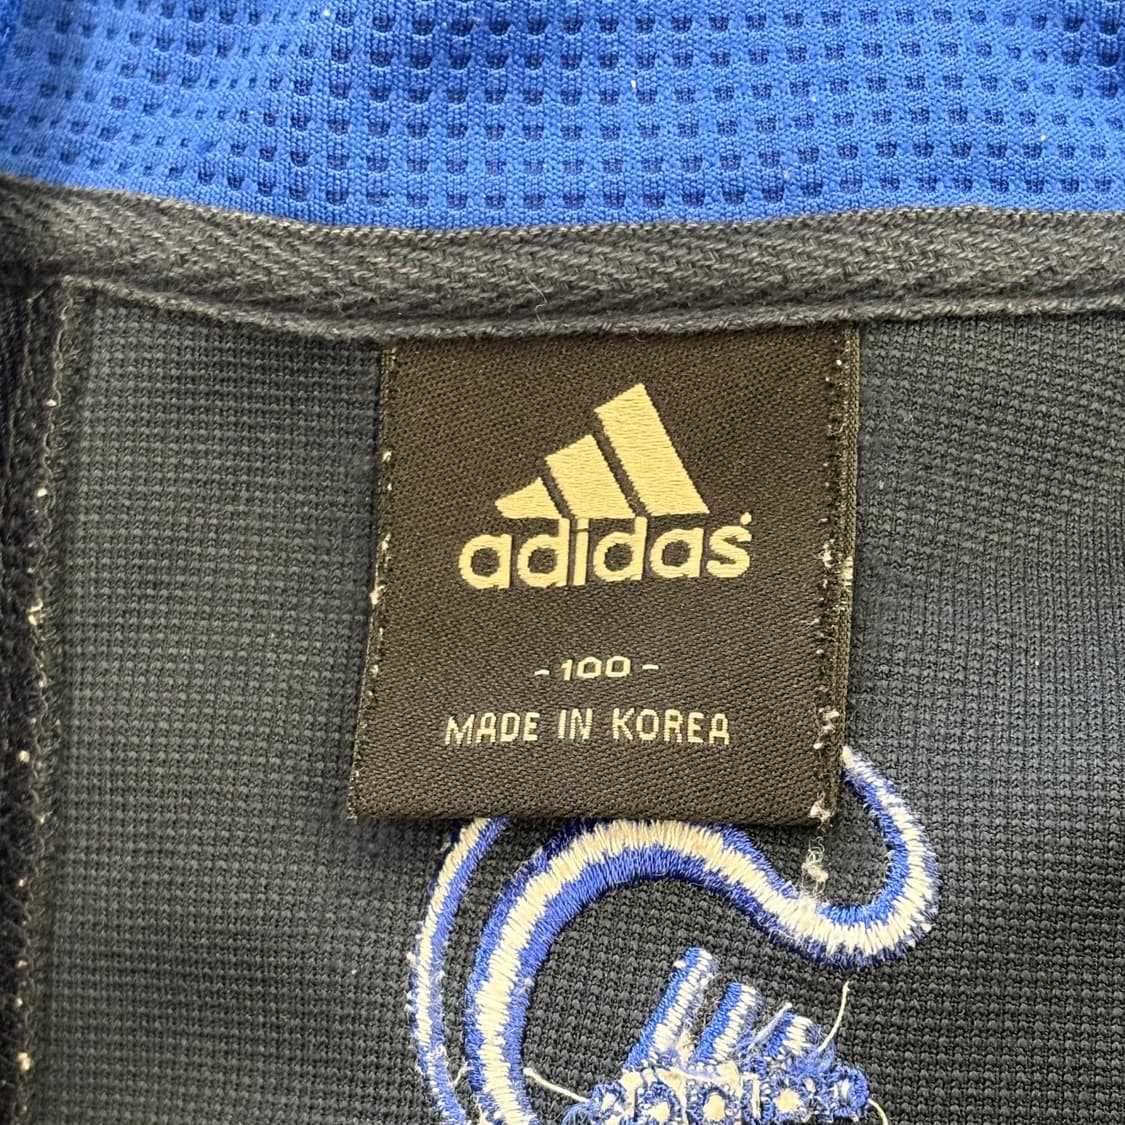 adidas
- 100 -
MADE IN KOREA